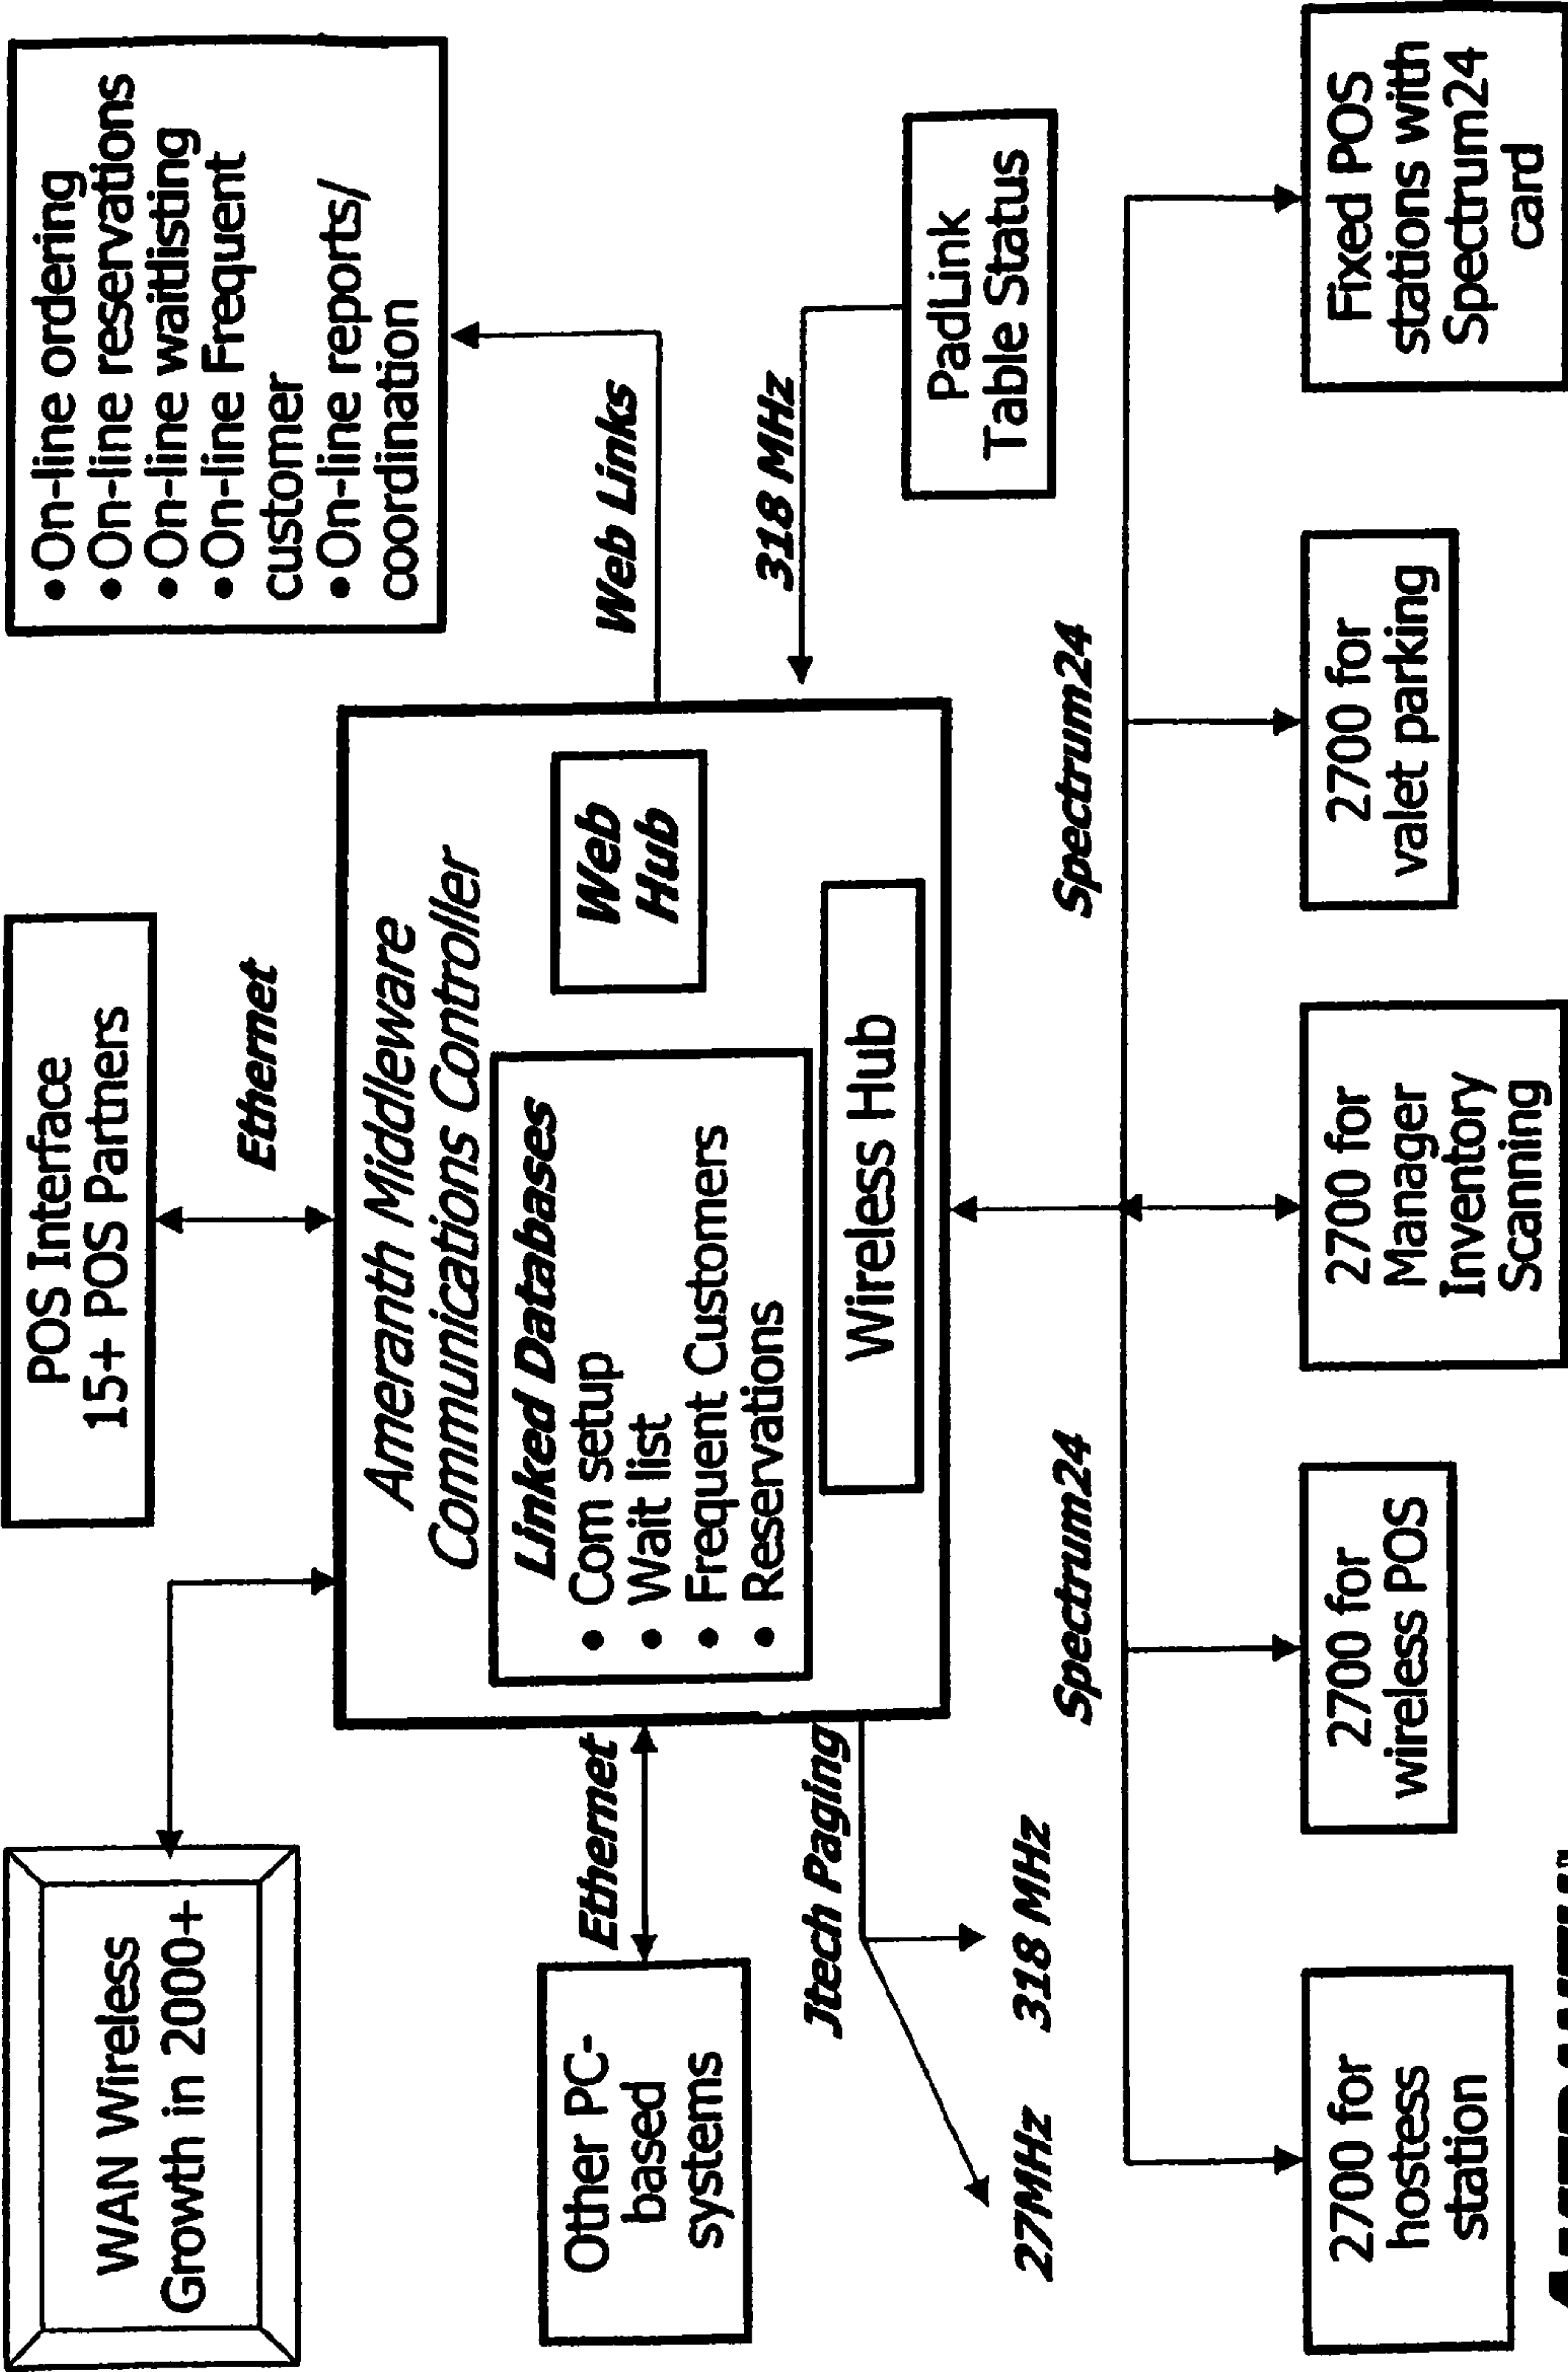 WAN Wireless
Growth in 2000+
POS Interface
15+ POS Partners
• On-line ordering
• On-line reservations
• On-line waitlisting
• On-line Frequent
customer
• On-line reports/
coordination
Ethernet
Ameranth Middleware
Communications Controller
Linked Databases
• Com setup
• Wait list
• Frequent Customers
• Reservations
Web
Hub
Wireless Hub
Other PC-
based
systems
Ethernet
Web Links
318 MHz
Jtech Paging
PadLink
Table Status
27MHz
318 MHz
Spectrum24
Spectrum24
2700 for
hostess
station
2700 for
wireless POS
2700 for
Manager
Inventory
Scanning
2700 for
valet parking
Fixed POS
stations with
Spectrum24
card